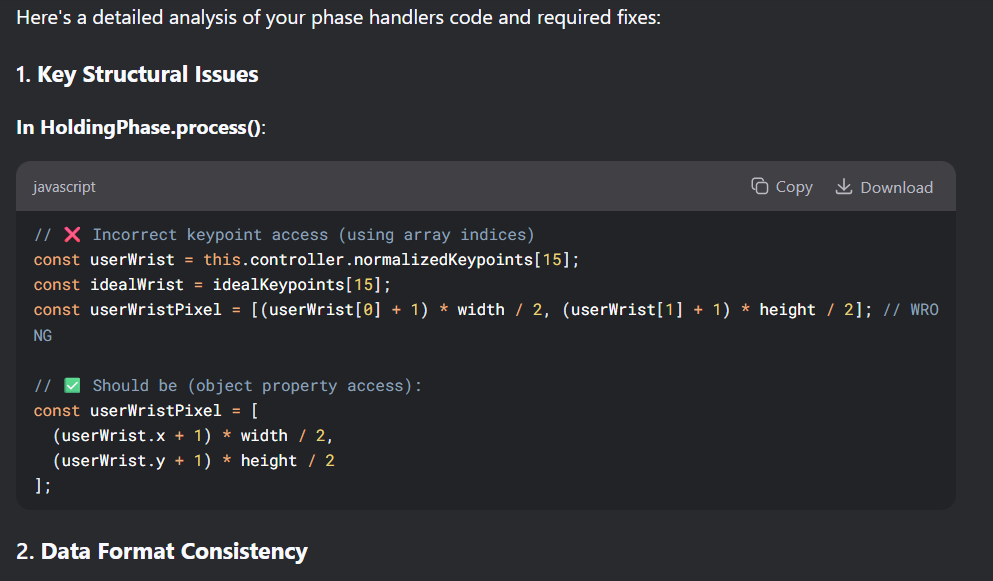 Here's a detailed analysis of your phase handlers code and required fixes:
1. Key Structural Issues
In HoldingPhase.process():
javascript
Copy
Download
// ❌ Incorrect keypoint access (using array indices)
const userWrist = this.controller.normalizedKeypoints[15];
const idealWrist = idealKeypoints[15];
const userWristPixel = [(userWrist[0] + 1) * width / 2, (userWrist[1] + 1) * height / 2]; // WRO
NG
// ✅ Should be (object property access):
const userWristPixel = [
(userWrist.x + 1) * width / 2,
(userWrist.y + 1) * height / 2
];
2. Data Format Consistency